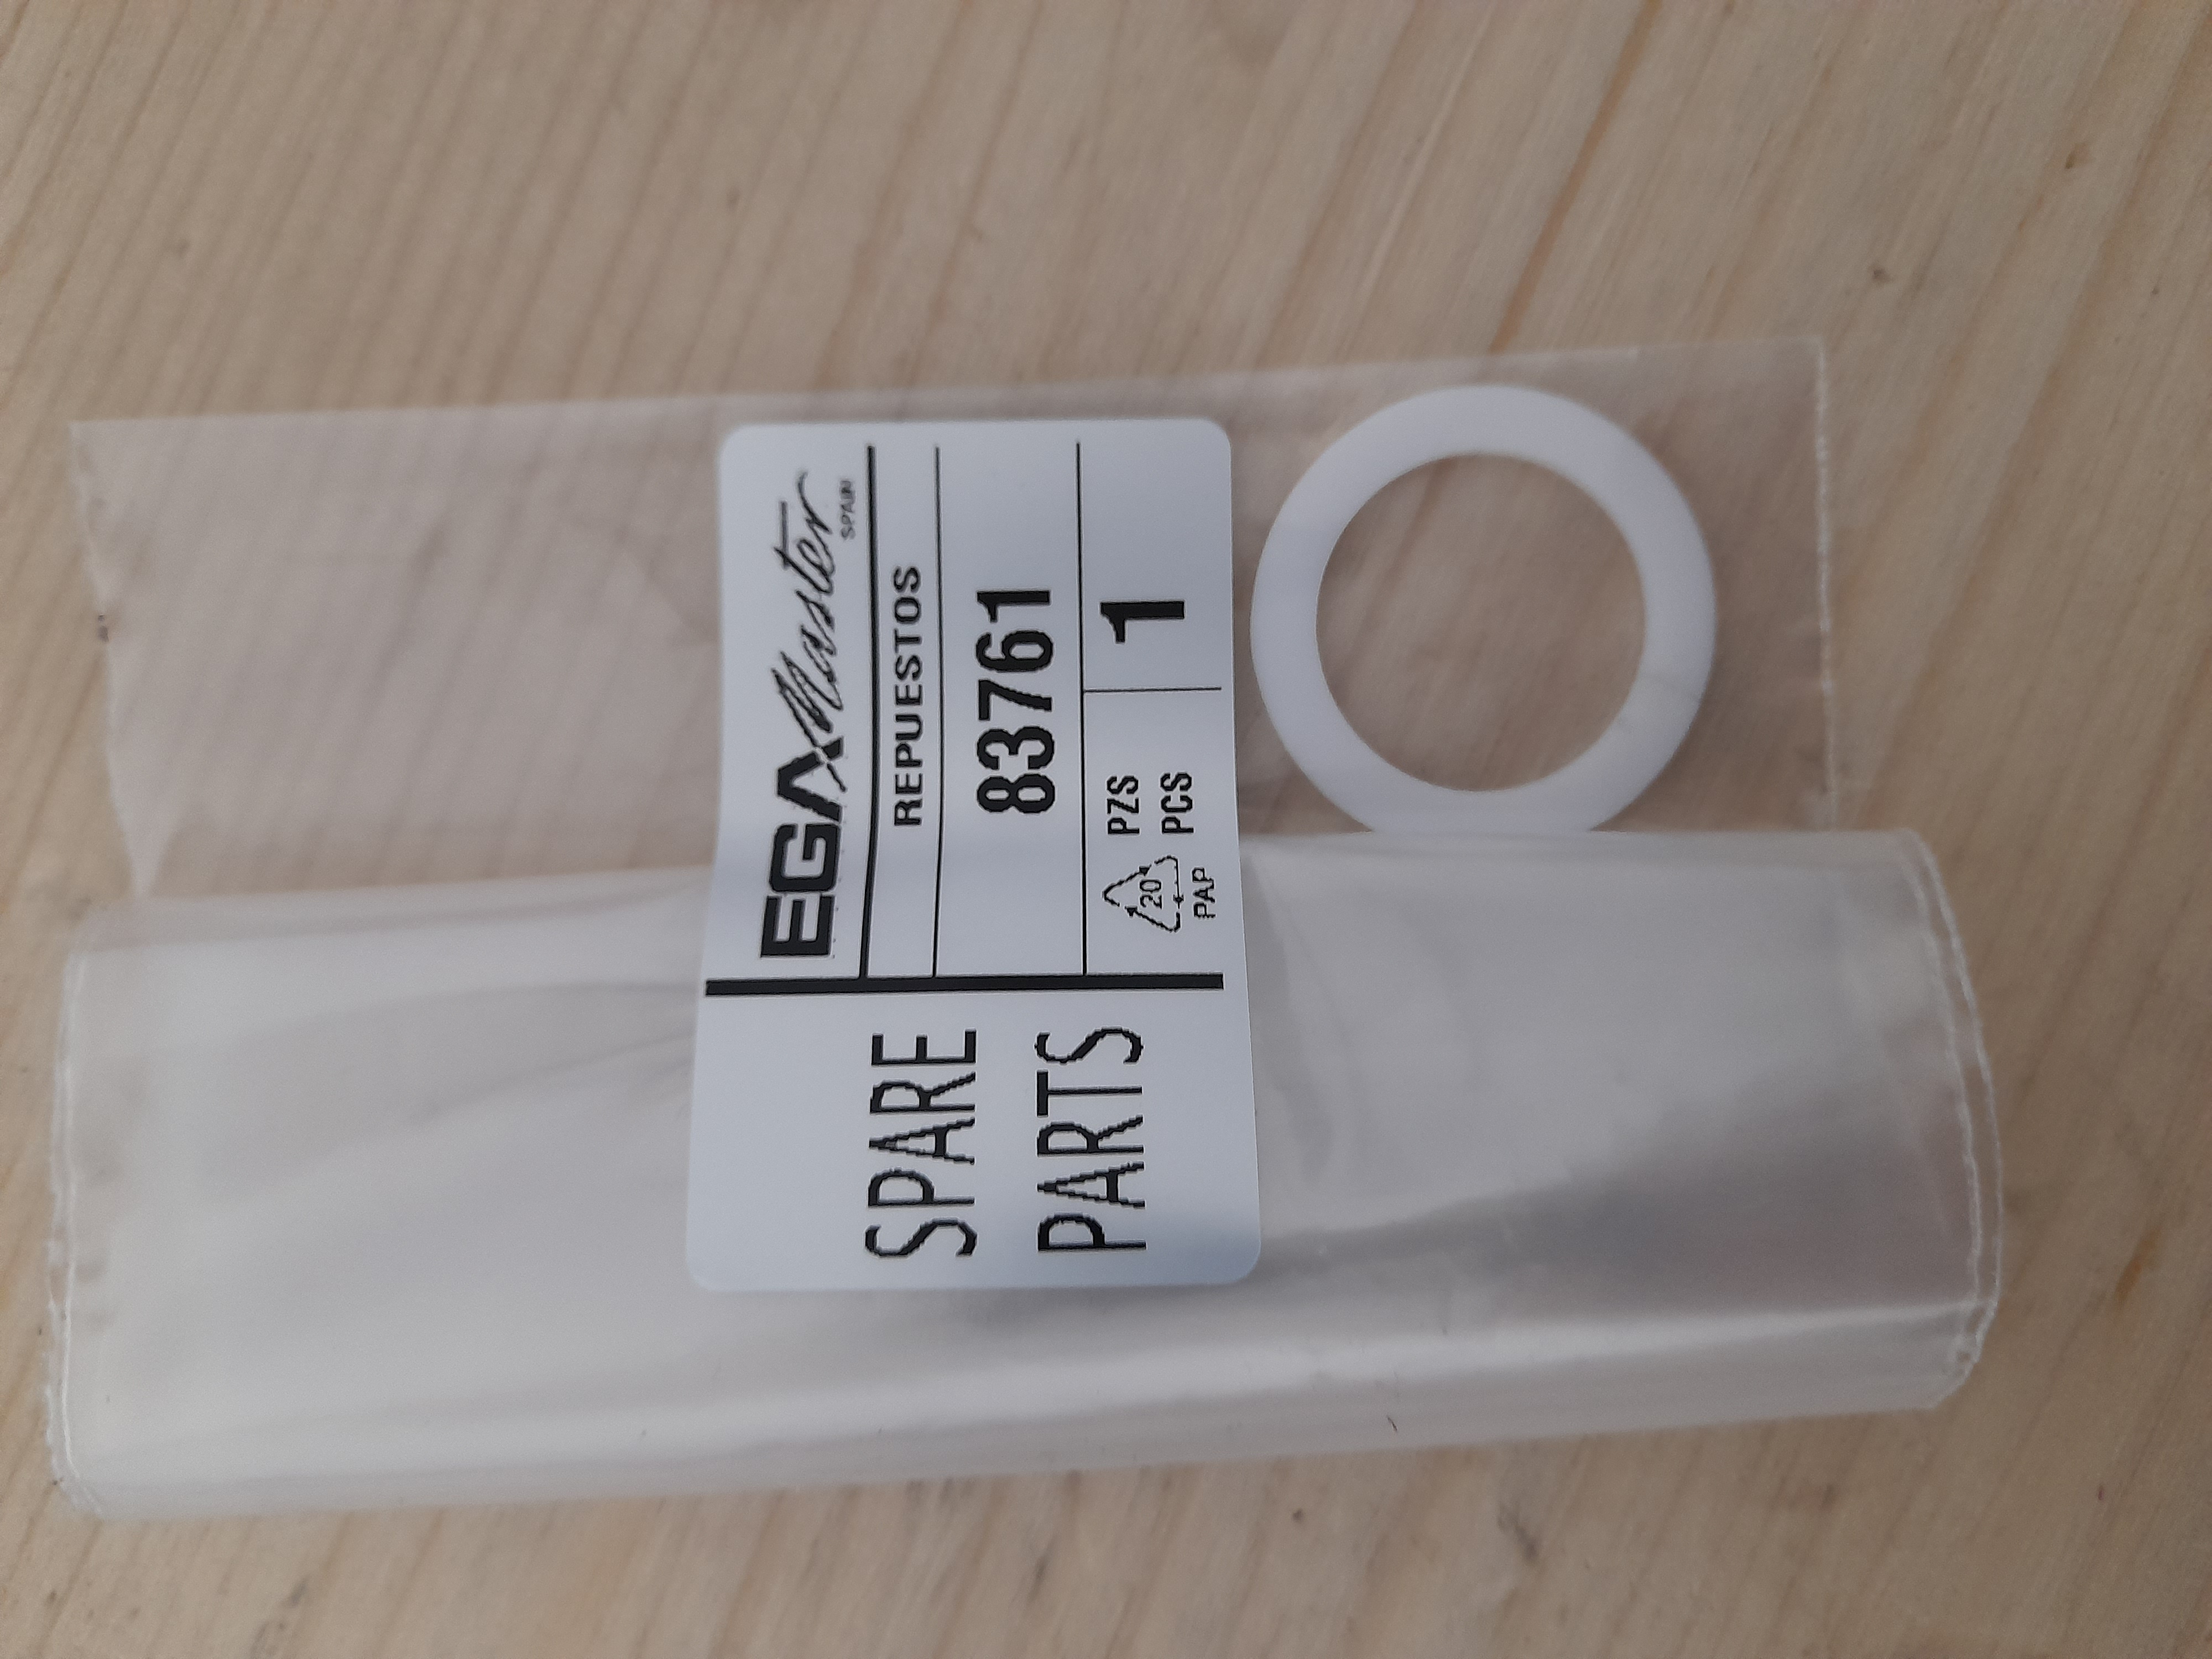 SPARE
PARTS
EGA Master
SPAIN
REPUESTOS
83761
20
PAP
PZS
PCS
1